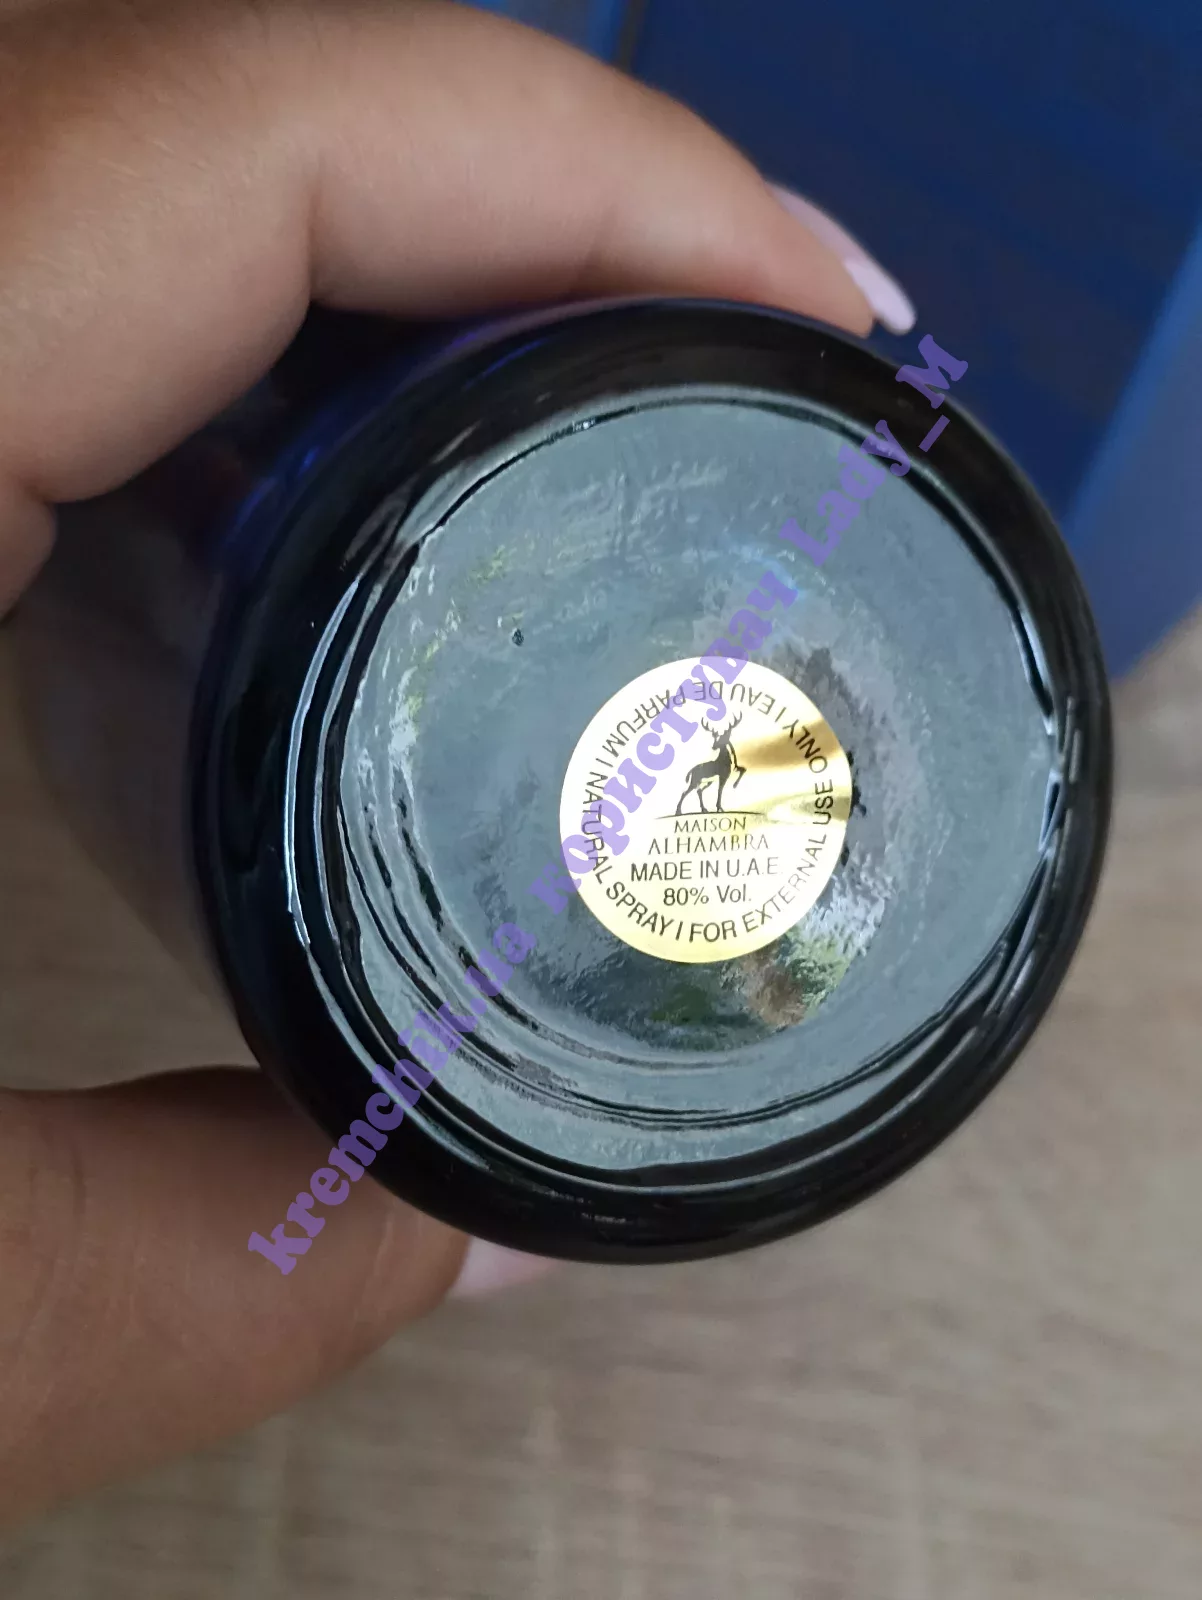 EAU DE PARFUM | NATURAL SPRAY | FOR EXTERNAL USE ONLY |
MAISON
ALHAMBRA
MADE IN U.A.E.
80% Vol.
kremchik.ua користувач Lady_M